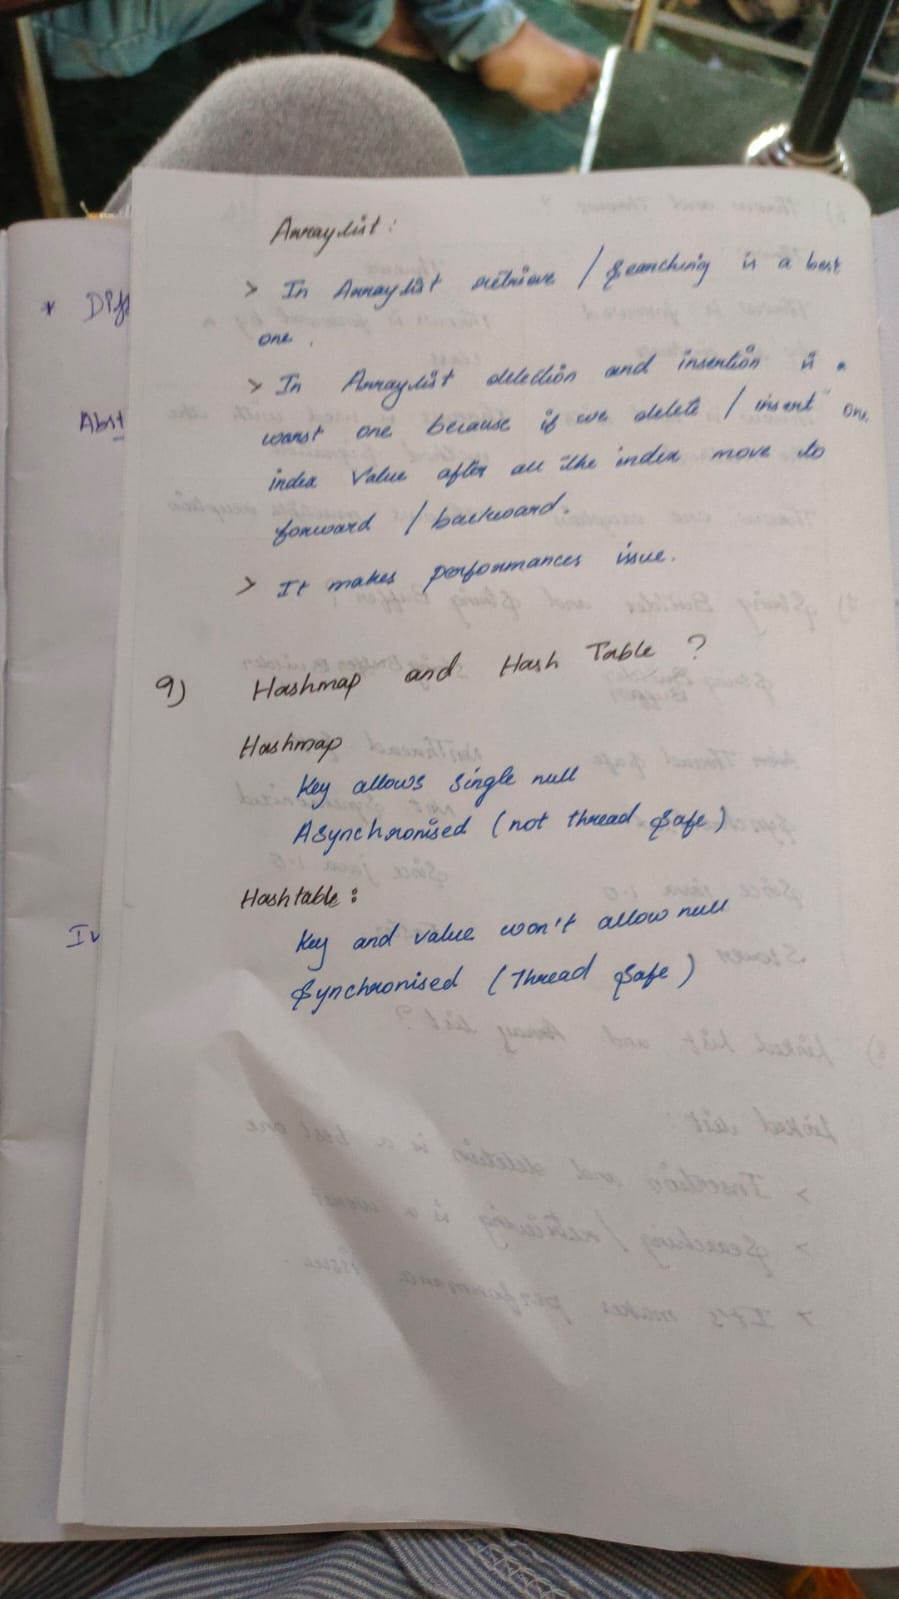 ArrayList:
> In ArrayList retrieve / Searching is a best
one.
> In ArrayList deletion and insertion is a
worst one because if we delete / insert one
index Value after all the index move to
forward / backward.
> It makes performances issue.
9) Hashmap and Hash Table ?
Hashmap
Key allows single null
Asynchronised (not thread Safe)
Hashtable:
Key and value won't allow null
Synchronised (Thread Safe)
* Diff
Abst